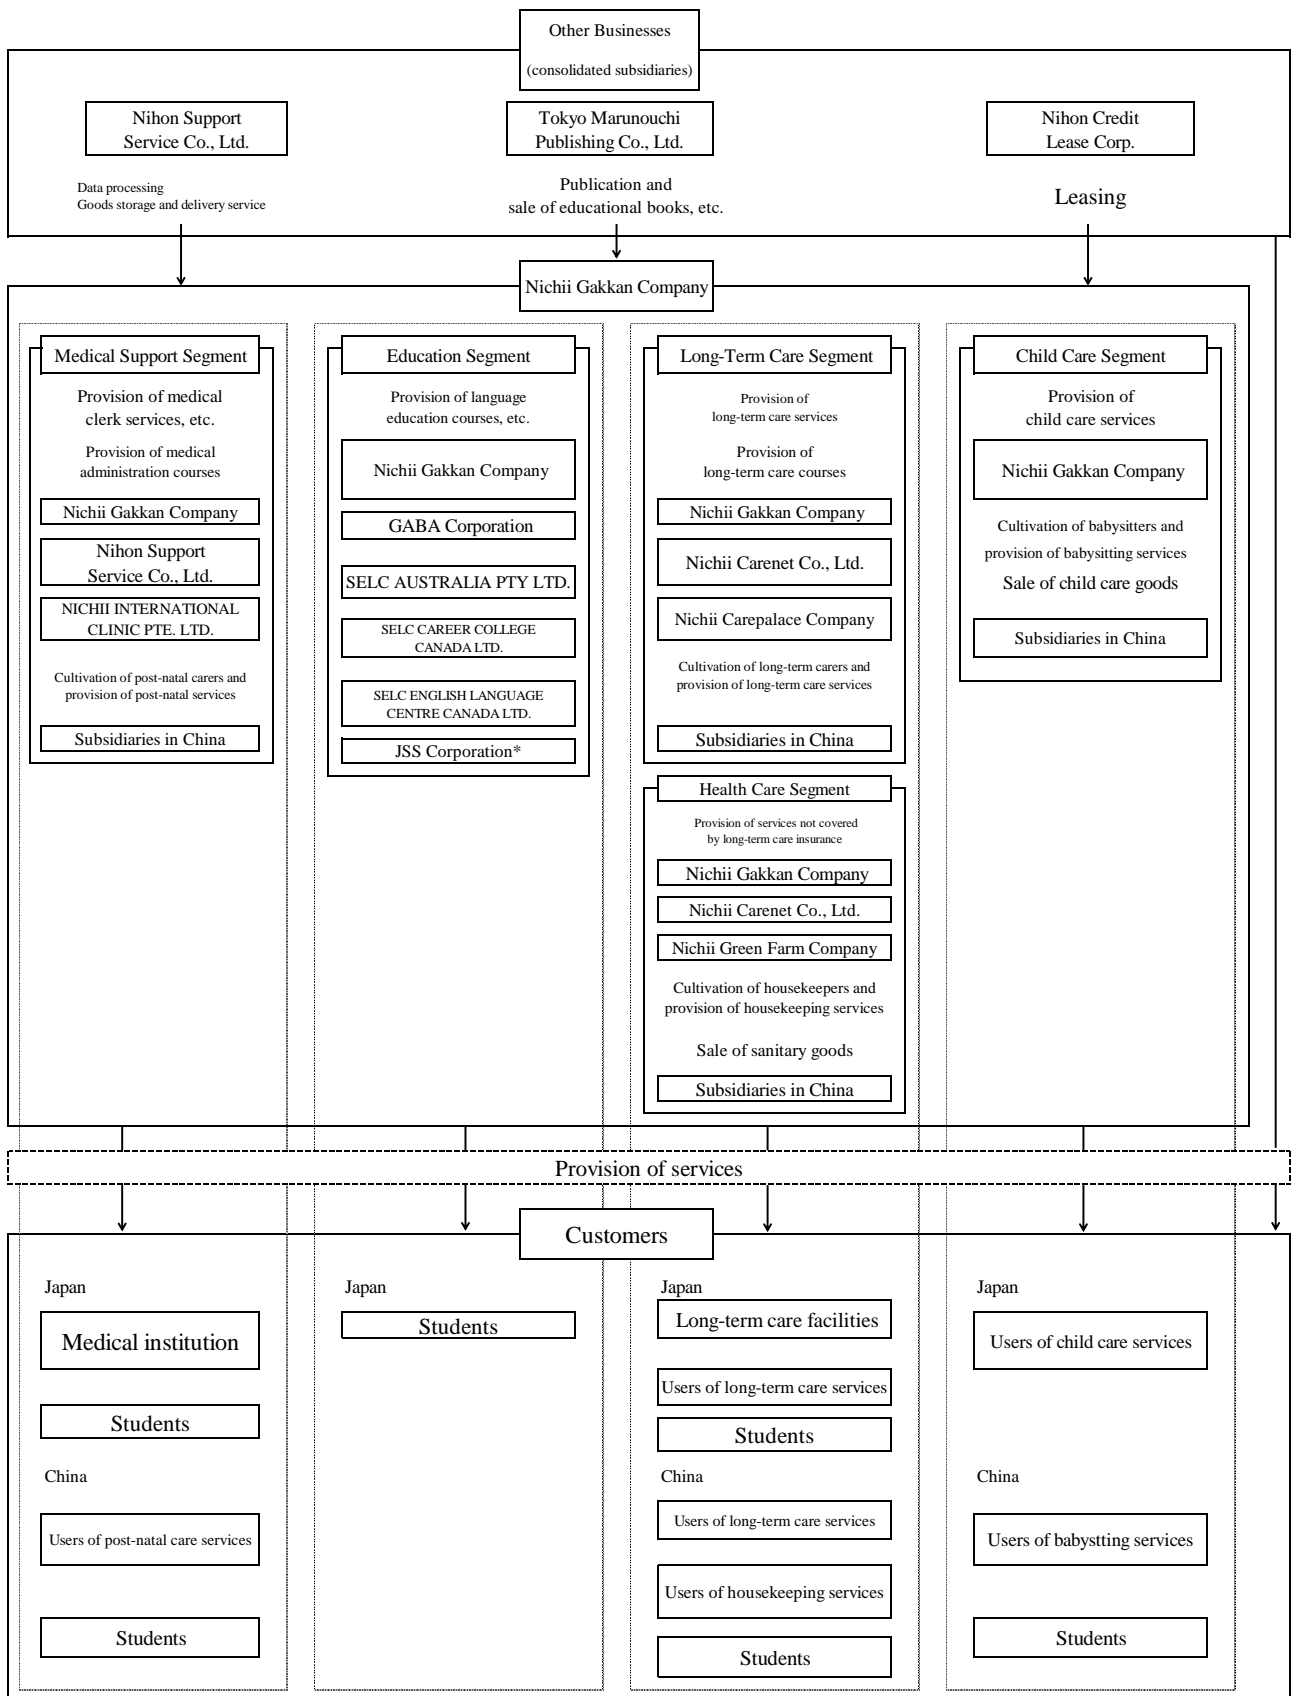 Other Businesses
(consolidated subsidiaries)
Nihon Support
Service Co., Ltd.
Data processing
Goods storage and delivery service
Tokyo Marunouchi
Publishing Co., Ltd.
Publication and
sale of educational books, etc.
Nihon Credit
Lease Corp.
Leasing
Nichii Gakkan Company
Medical Support Segment
Provision of medical
clerk services, etc.
Provision of medical
administration courses
Nichii Gakkan Company
Nihon Support
Service Co., Ltd.
NICHII INTERNATIONAL
CLINIC PTE. LTD.
Cultivation of post-natal carers and
provision of post-natal services
Subsidiaries in China
Education Segment
Provision of language
education courses, etc.
Nichii Gakkan Company
GABA Corporation
SELC AUSTRALIA PTY LTD.
SELC CAREER COLLEGE
CANADA LTD.
SELC ENGLISH LANGUAGE
CENTRE CANADA LTD.
JSS Corporation*
Long-Term Care Segment
Provision of
long-term care services
Provision of
long-term care courses
Nichii Gakkan Company
Nichii Carenet Co., Ltd.
Nichii Carepalace Company
Cultivation of long-term carers and
provision of long-term care services
Subsidiaries in China
Health Care Segment
Provision of services not covered
by long-term care insurance
Nichii Gakkan Company
Nichii Carenet Co., Ltd.
Nichii Green Farm Company
Cultivation of housekeepers and
provision of housekeeping services
Sale of sanitary goods
Subsidiaries in China
Child Care Segment
Provision of
child care services
Nichii Gakkan Company
Cultivation of babysitters and
provision of babysitting services
Sale of child care goods
Subsidiaries in China
Provision of services
Customers
Japan
Medical institution
Students
China
Users of post-natal care services
Students
Japan
Students
Japan
Long-term care facilities
Users of long-term care services
Students
China
Users of long-term care services
Users of housekeeping services
Students
Japan
Users of child care services
China
Users of babystting services
Students